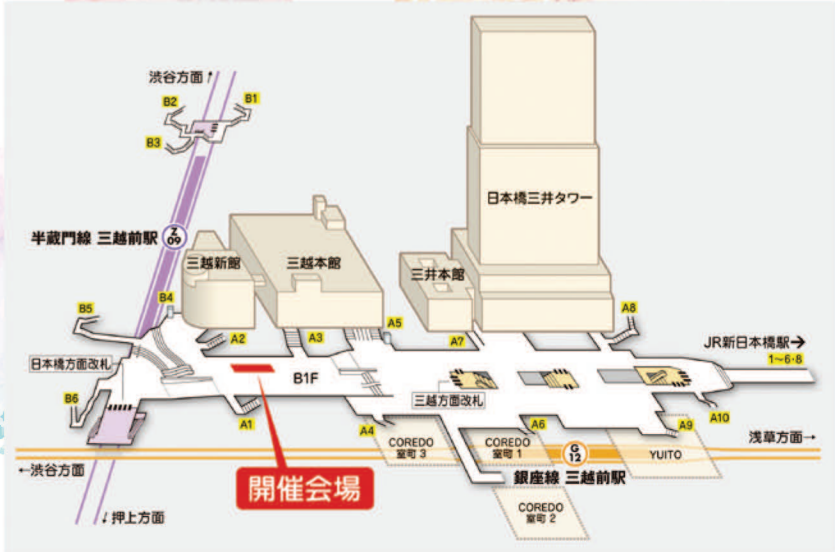 渋谷方面↑
B2
B1
B3
半蔵門線 三越前駅
Z
09
日本橋三井タワー
三越新館
三越本館
三井本館
B4
B5
A2
A3
A5
A7
A8
JR新日本橋駅→
1〜6・8
日本橋方面改札
B1F
三越方面改札
B6
A1
A4
A6
A9
A10
COREDO
室町 3
COREDO
室町 1
G
12
YUITO
浅草方面→
←渋谷方面
銀座線 三越前駅
開催会場
COREDO
室町 2
↓押上方面